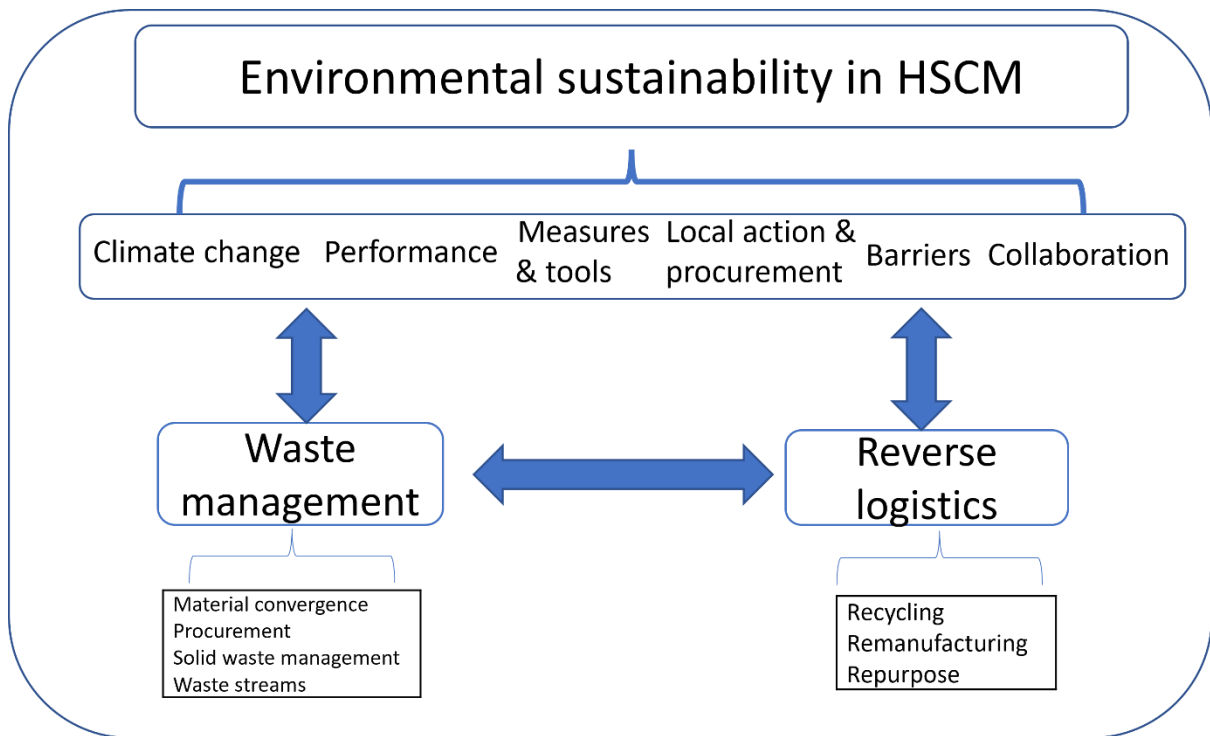 Environmental sustainability in HSCM
Climate change
Performance
Measures
& tools
Local action &
procurement
Barriers
Collaboration
Waste
management
Reverse
logistics
Material convergence
Procurement
Solid waste management
Waste streams
Recycling
Remanufacturing
Repurpose